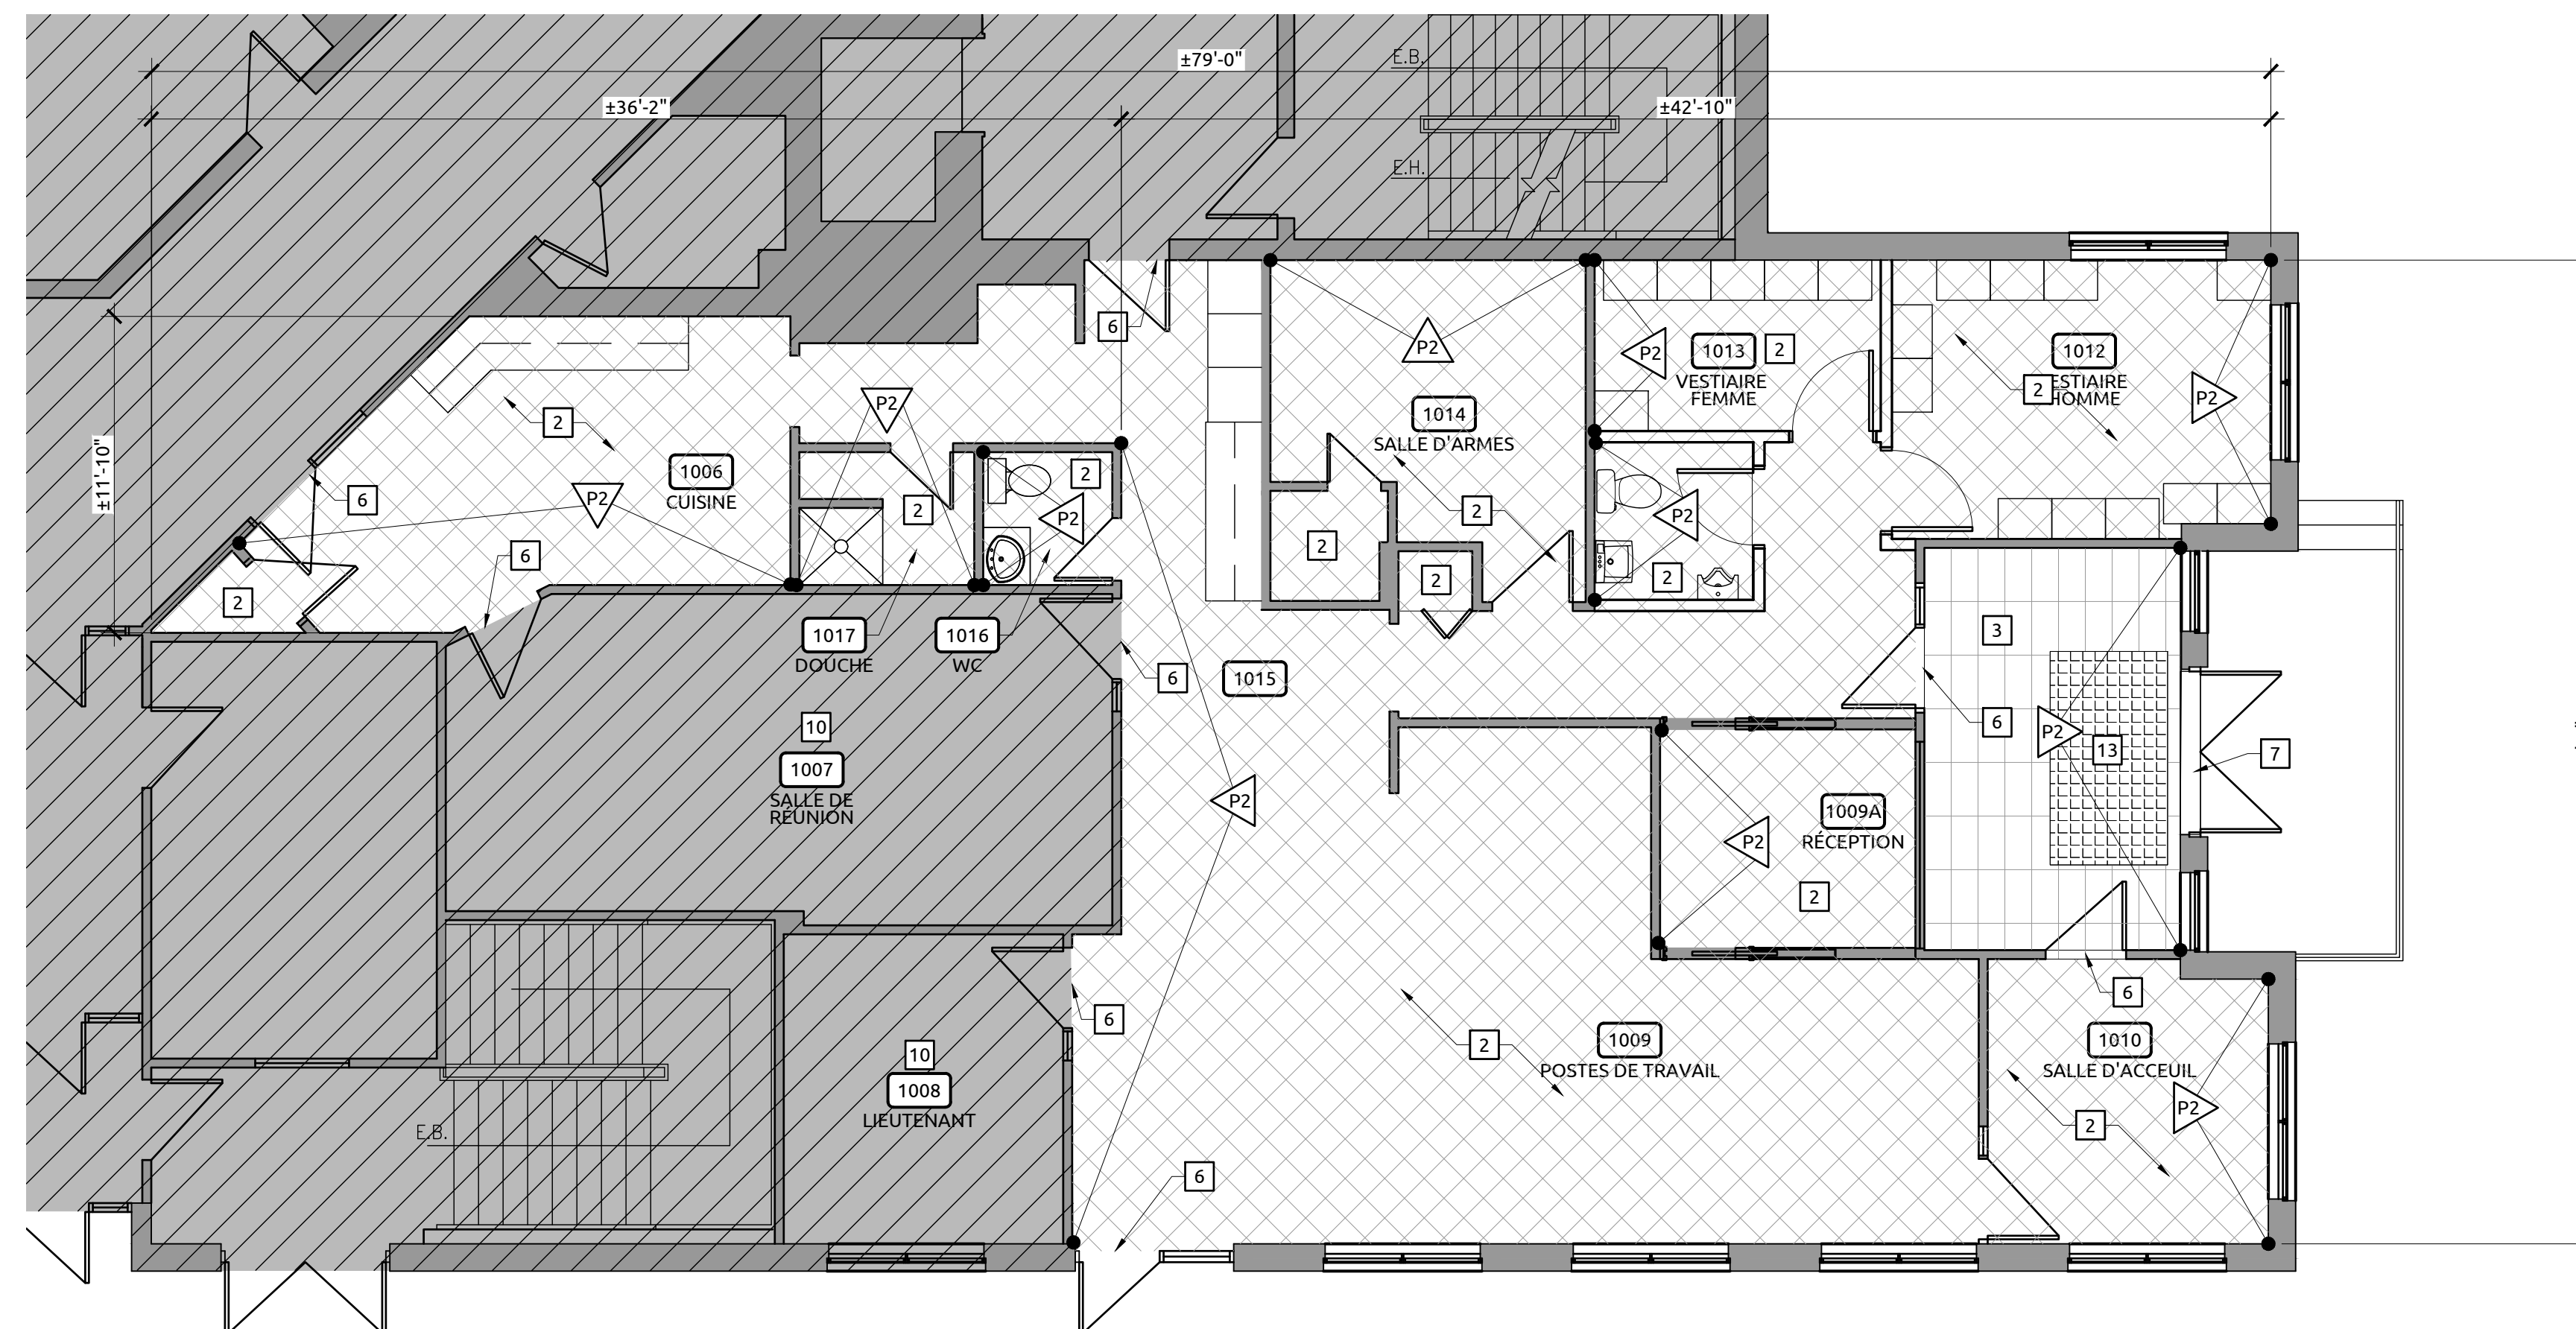 ±79'-0"
E.B.
±36'-2"
±42'-10"
E.H.
6
P2
1013
2
1012
VESTIAIRE
FEMME
ESTIAIRE
2
HOMME
P2
P2
P2
1014
SALLE D'ARMES
2
±11'-10"
1006
CUISINE
P2
6
2
2
P2
2
P2
2
2
2
2
6
2
3
1017
DOUCHE
1016
WC
6
1015
6
P2
13
7
10
1007
SALLE DE
RÉUNION
P2
P2
1009A
RÉCEPTION
2
6
6
10
1008
LIEUTENANT
2
1009
POSTES DE TRAVAIL
1010
SALLE D'ACCEUIL
P2
2
E.B.
6